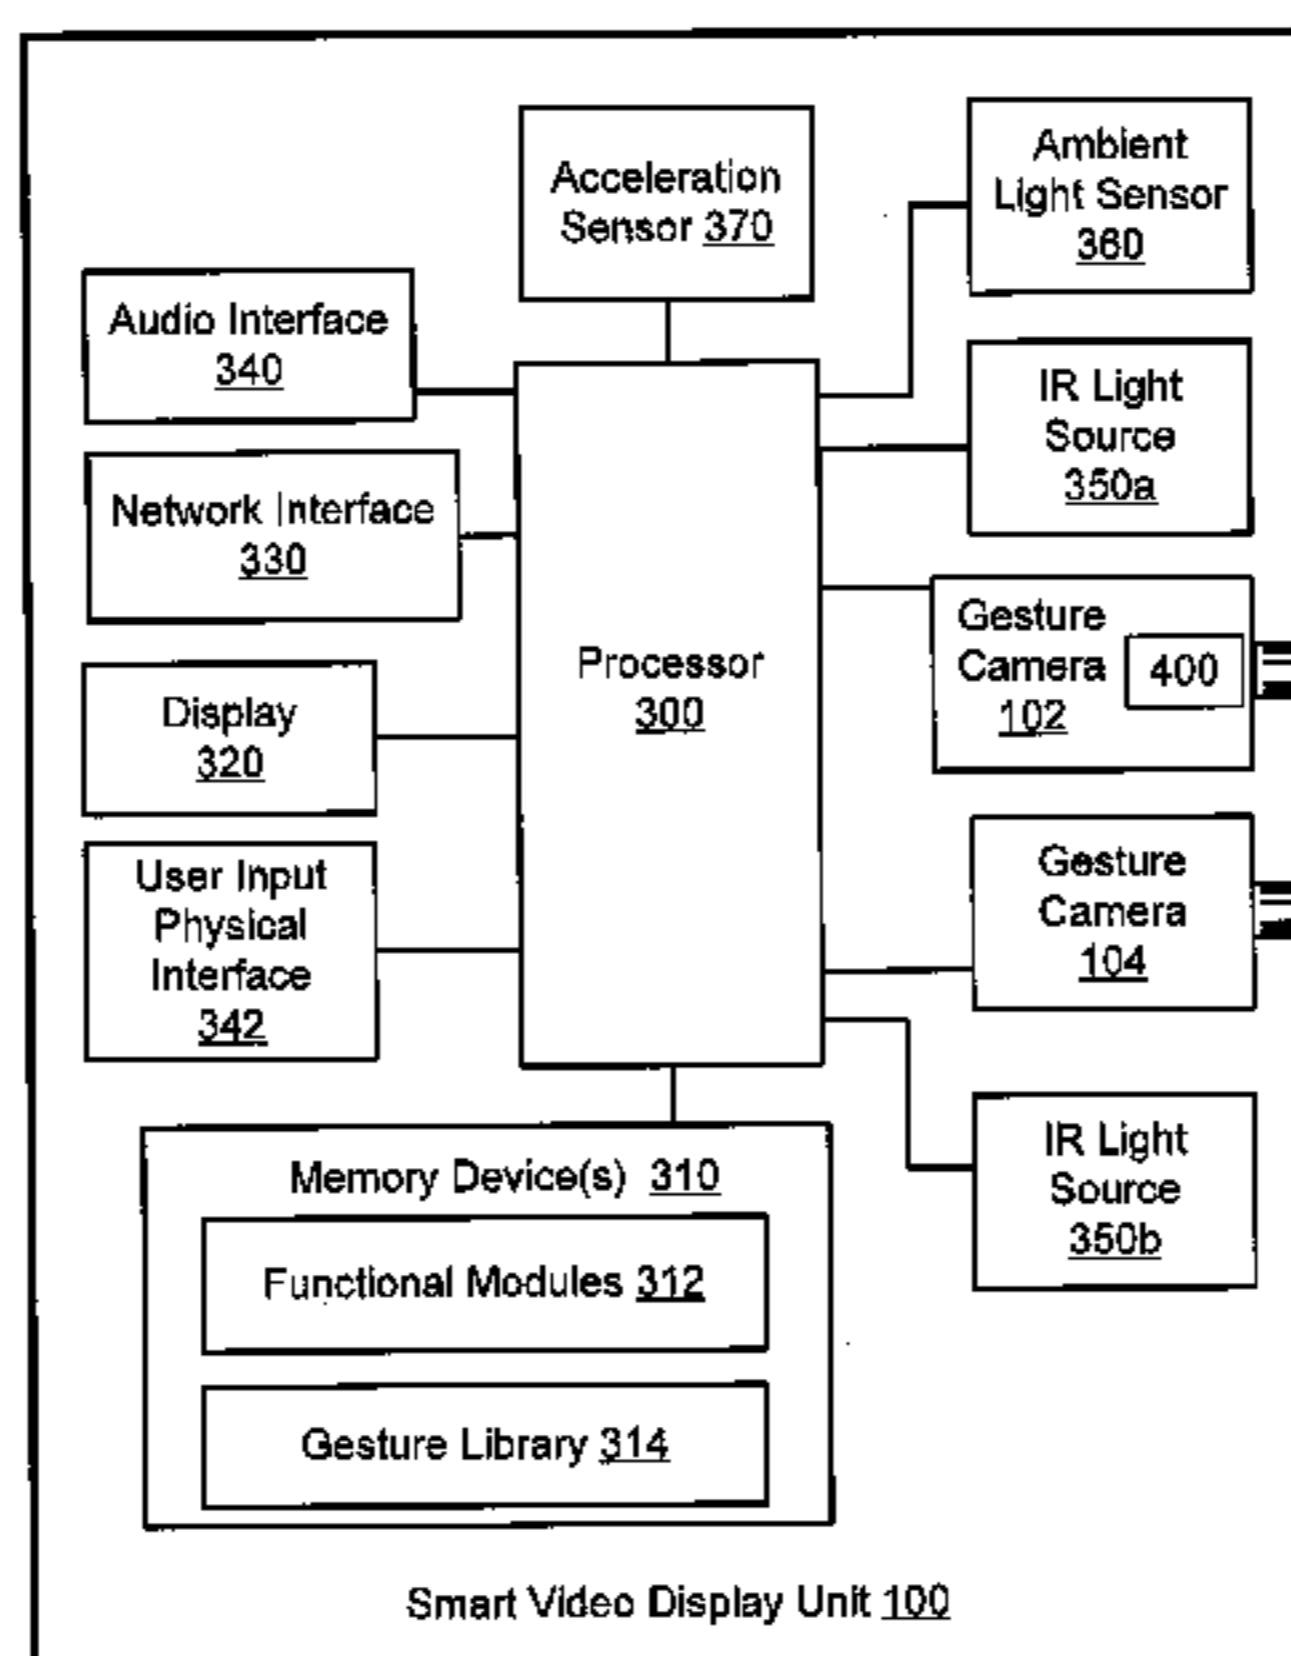 Acceleration
Sensor 370
Ambient
Light Sensor
360
Audio Interface
340
IR Light
Source
350a
Network Interface
330
Gesture
Camera
102
400
Processor
300
Display
320
Gesture
Camera
104
User Input
Physical
Interface
342
IR Light
Source
350b
Memory Device(s) 310
Functional Modules 312
Gesture Library 314
Smart Video Display Unit 100